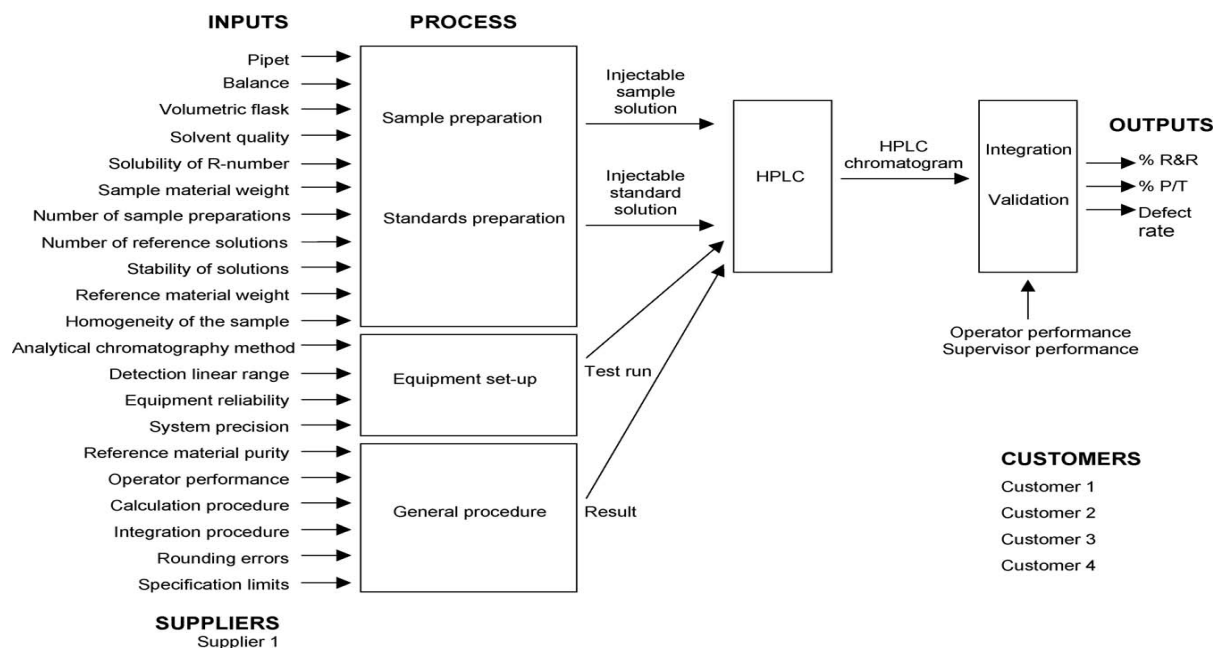 INPUTS
PROCESS
Pipet
Balance
Volumetric flask
Solvent quality
Solubility of R-number
Sample material weight
Number of sample preparations
Number of reference solutions
Stability of solutions
Reference material weight
Homogeneity of the sample
Analytical chromatography method
Detection linear range
Equipment reliability
System precision
Reference material purity
Operator performance
Calculation procedure
Integration procedure
Rounding errors
Specification limits
SUPPLIERS
Supplier 1
Sample preparation
Standards preparation
Equipment set-up
General procedure
Injectable
sample
solution
Injectable
standard
solution
Test run
Result
HPLC
HPLC
chromatogram
Integration
Validation
Operator performance
Supervisor performance
OUTPUTS
% R&R
% P/T
Defect
rate
CUSTOMERS
Customer 1
Customer 2
Customer 3
Customer 4